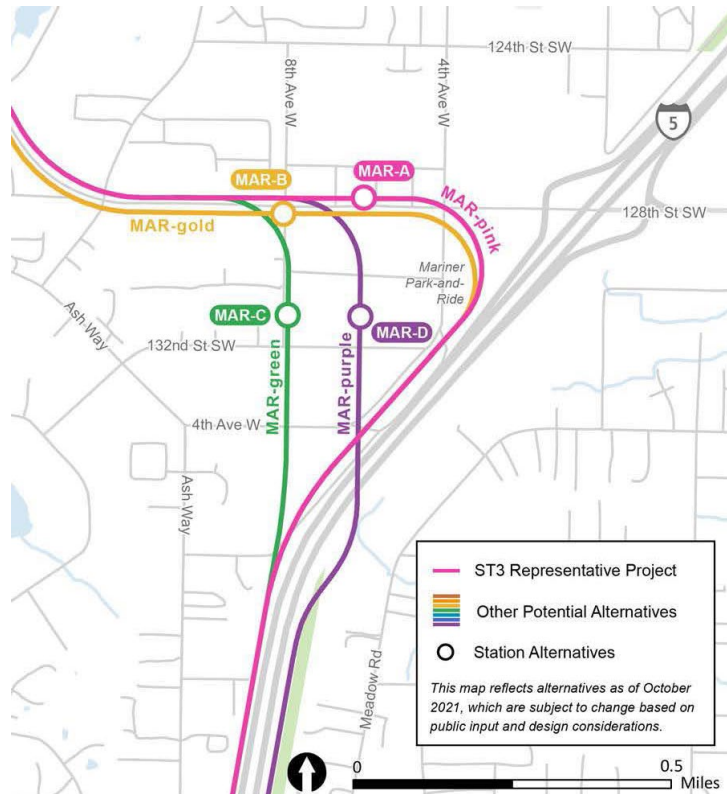 124th St SW
8th Ave W
4th Ave W
5
MAR-B
MAR-A
MAR-pink
128th St SW
MAR-gold
Mariner
Park-and-
Ride
Ash Way
MAR-C
MAR-D
132nd St SW
MAR-green
MAR-purple
4th Ave W
Ash Way
Meadow Rd
ST3 Representative Project
Other Potential Alternatives
Station Alternatives
This map reflects alternatives as of October
2021, which are subject to change based on
public input and design considerations.
0
0.5
Miles